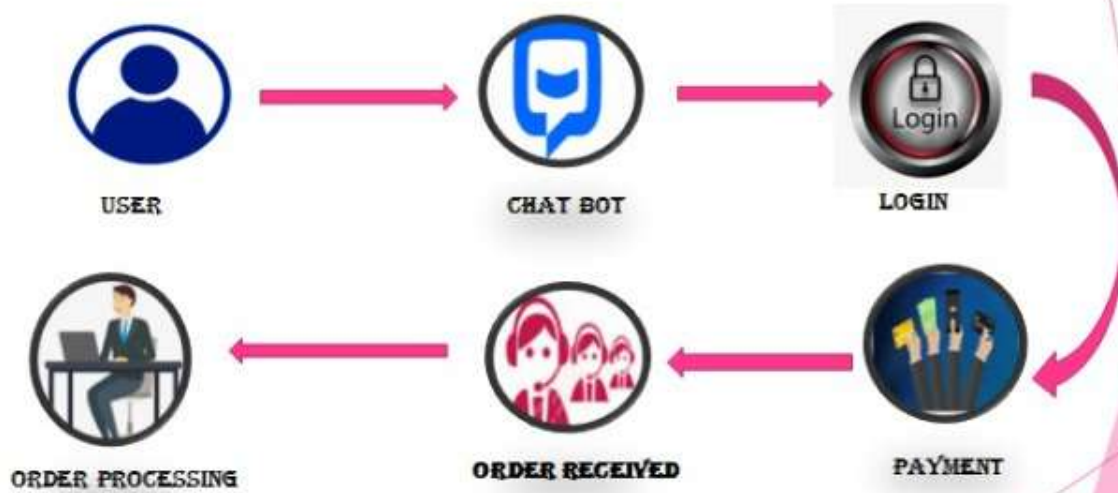 Login
USER
CHAT BOT
LOGIN
ORDER PROCESSING
ORDER RECEIVED
PAYMENT